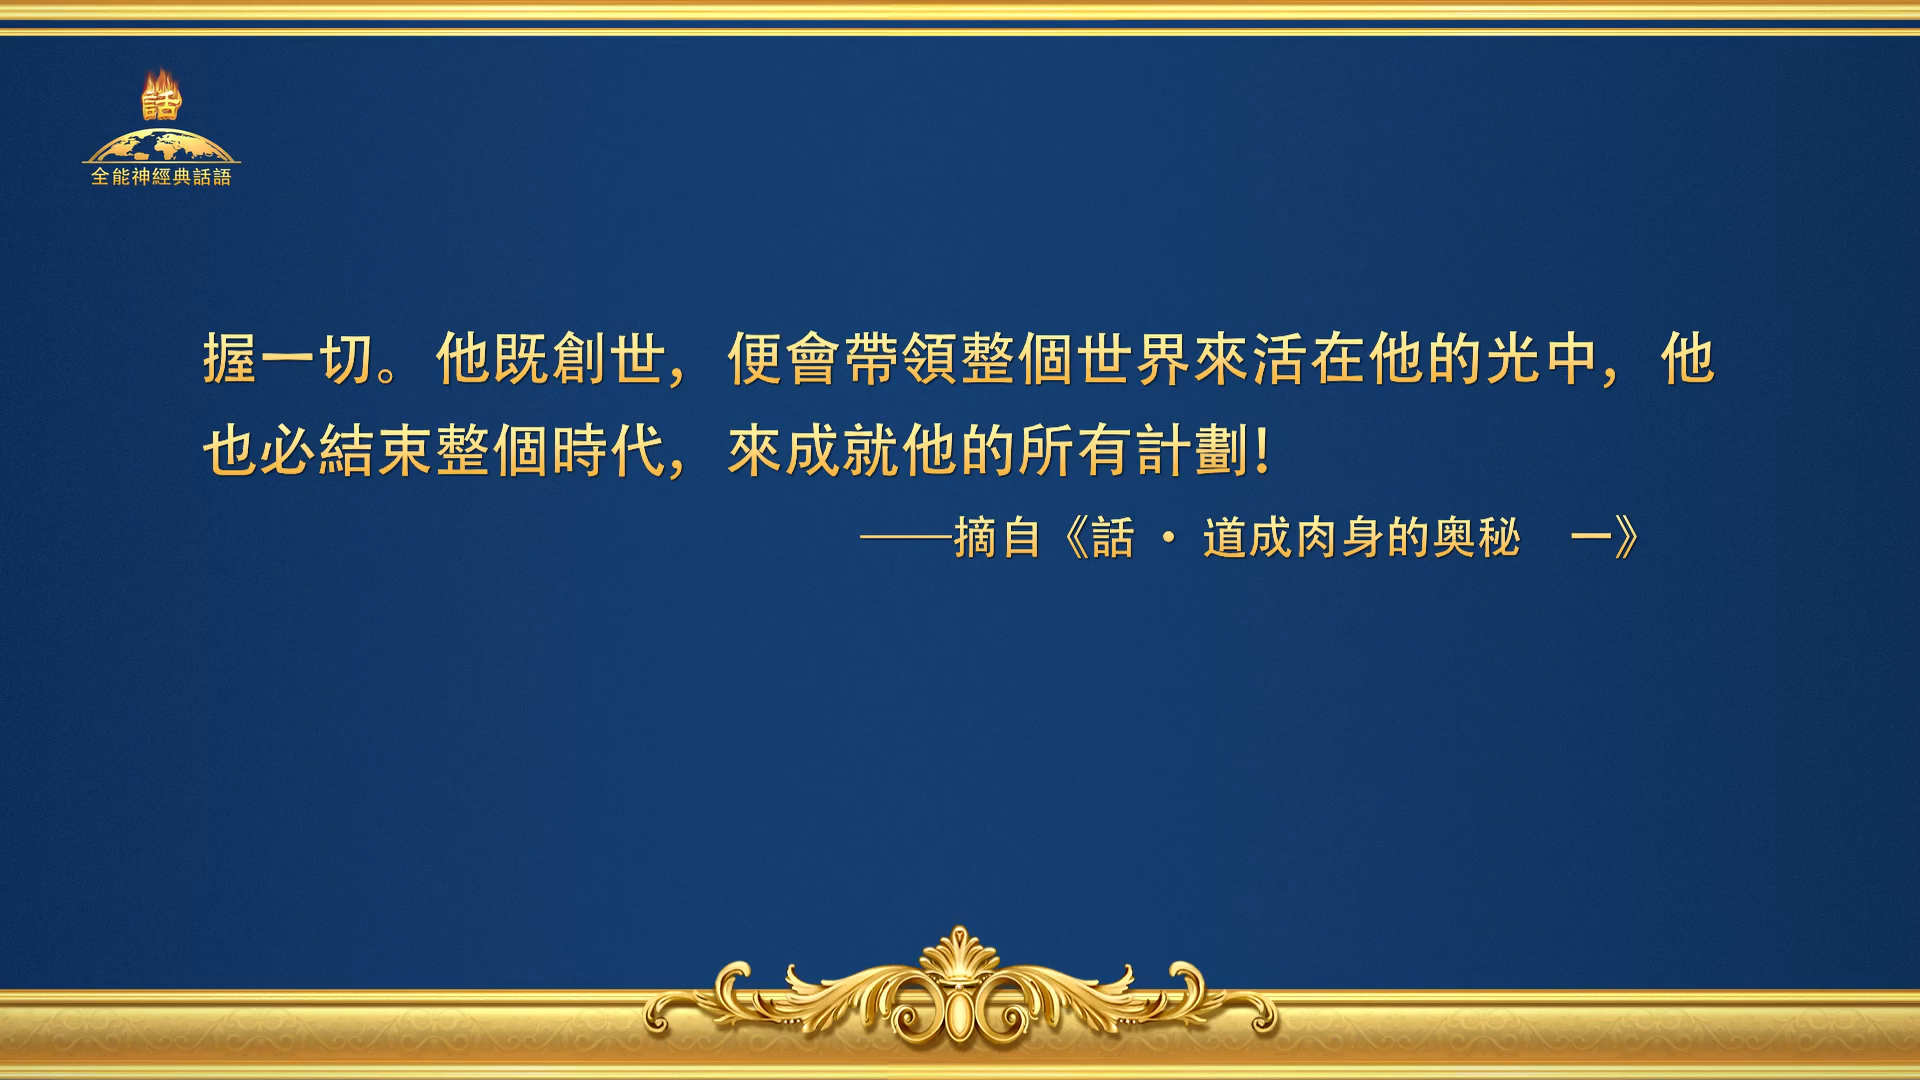 話
全能神經典話語
握一切。他既創世，便會帶領整個世界來活在他的光中，他
也必結束整個時代，來成就他的所有計劃！
——摘自《話 · 道成肉身的奧秘　一》